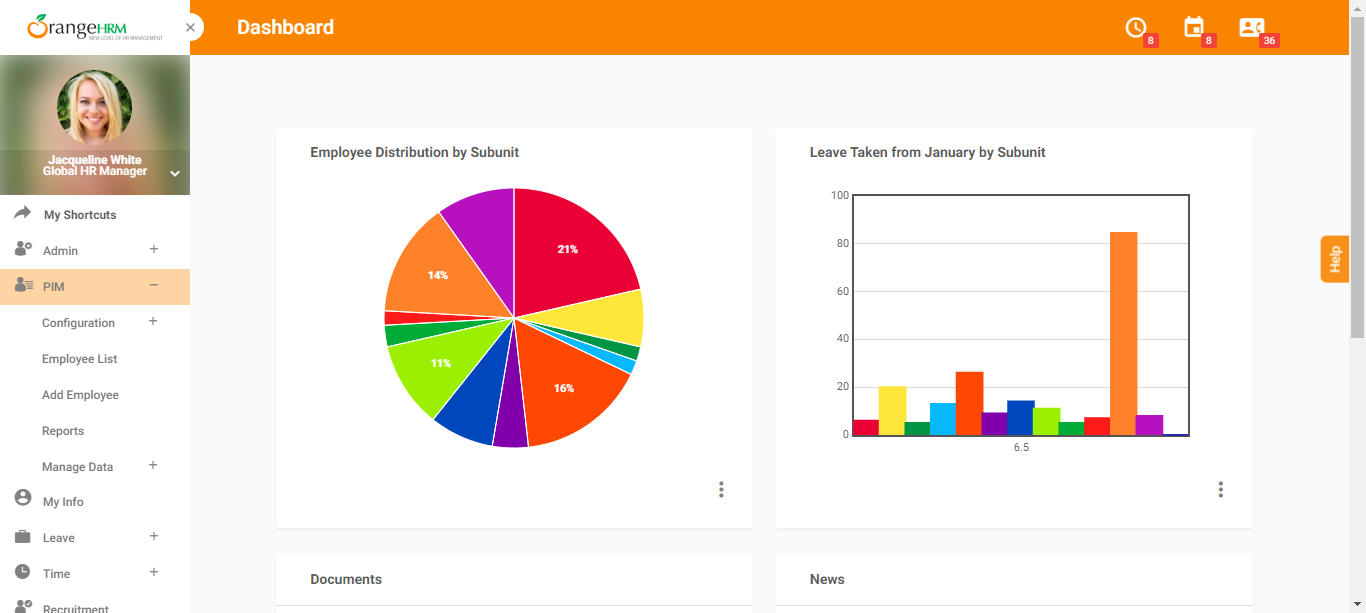 OrangeHRM
NEW LEVEL OF HR MANAGEMENT
Dashboard
8
8
36
Jacqueline White
Global HR Manager
My Shortcuts
Admin
PIM
Configuration
Employee List
Add Employee
Reports
Manage Data
My Info
Leave
Time
Recruitment
Employee Distribution by Subunit
21%
14%
11%
16%
Leave Taken from January by Subunit
100
80
60
40
20
0
6.5
Help
Documents
News